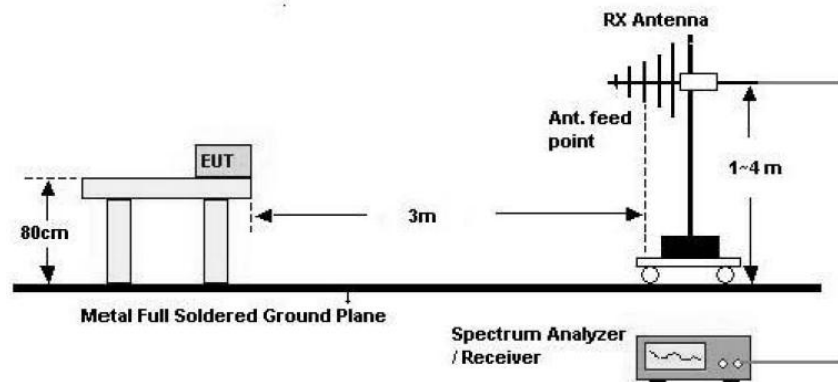 RX Antenna
Ant. feed
point
EUT
1~4 m
3m
80cm
Metal Full Soldered Ground Plane
Spectrum Analyzer
/ Receiver